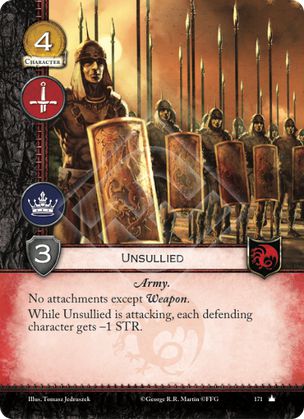 4
CHARACTER
3
UNSULLIED
Army.
No attachments except Weapon.
While Unsullied is attacking, each defending
character gets –1 STR.
Illus. Tomasz Jedruszek
©George R.R. Martin ©FFG
171